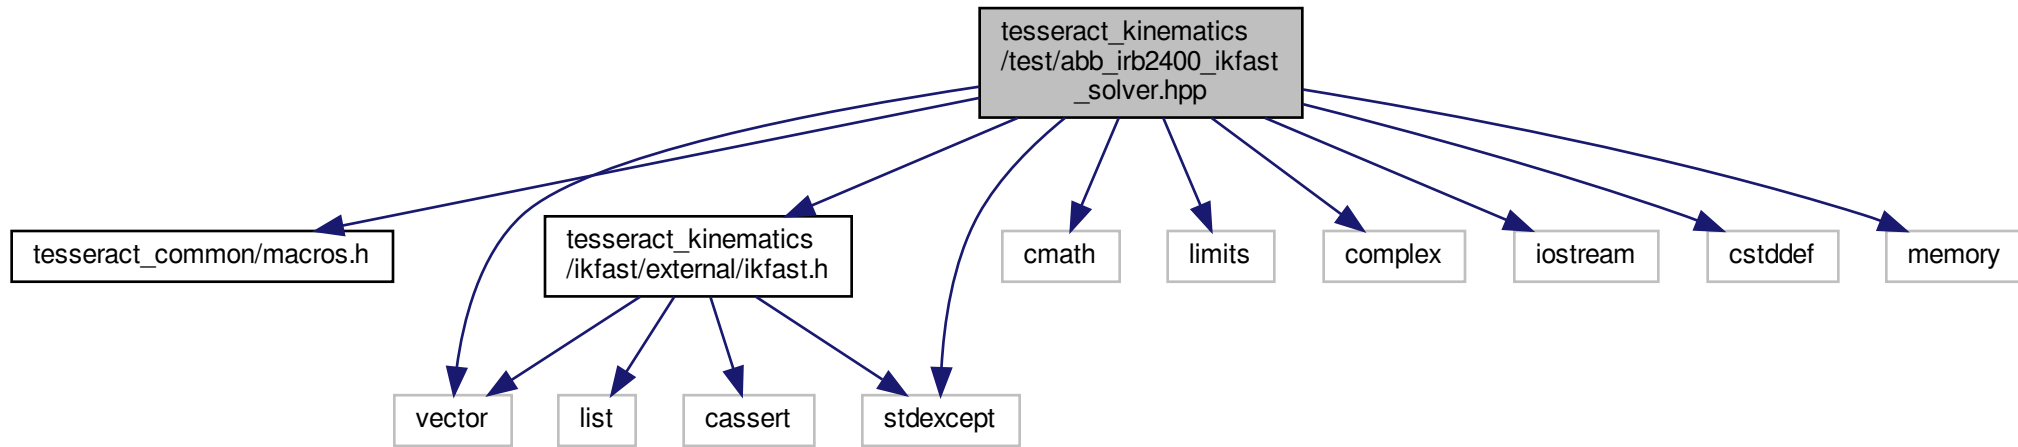 tesseract_kinematics
/test/abb_irb2400_ikfast
_solver.hpp
tesseract_common/macros.h
tesseract_kinematics
/ikfast/external/ikfast.h
cmath
limits
complex
iostream
cstddef
memory
vector
list
cassert
stdexcept